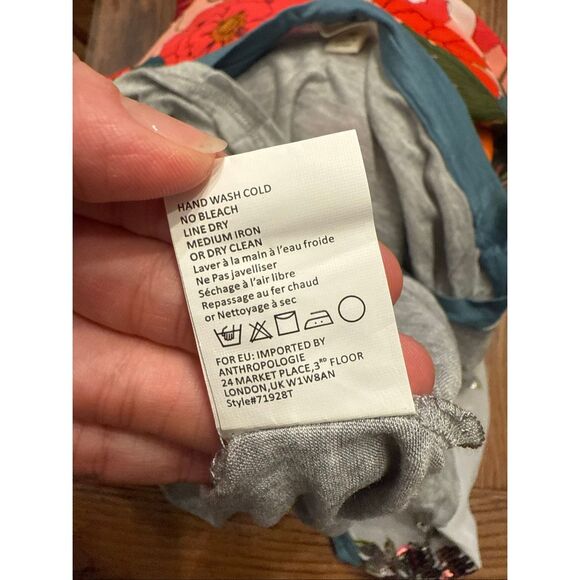 HAND WASH COLD
NO BLEACH
LINE DRY
MEDIUM IRON
OR DRY CLEAN
Laver à la main à l'eau froide
Ne Pas javelliser
Séchage à l'air libre
Repassage au fer chaud
or Nettoyage à sec
FOR EU: IMPORTED BY
ANTHROPOLOGIE
24 MARKET PLACE,3RD FLOOR
LONDON,UK W1W8AN
Style#71928T